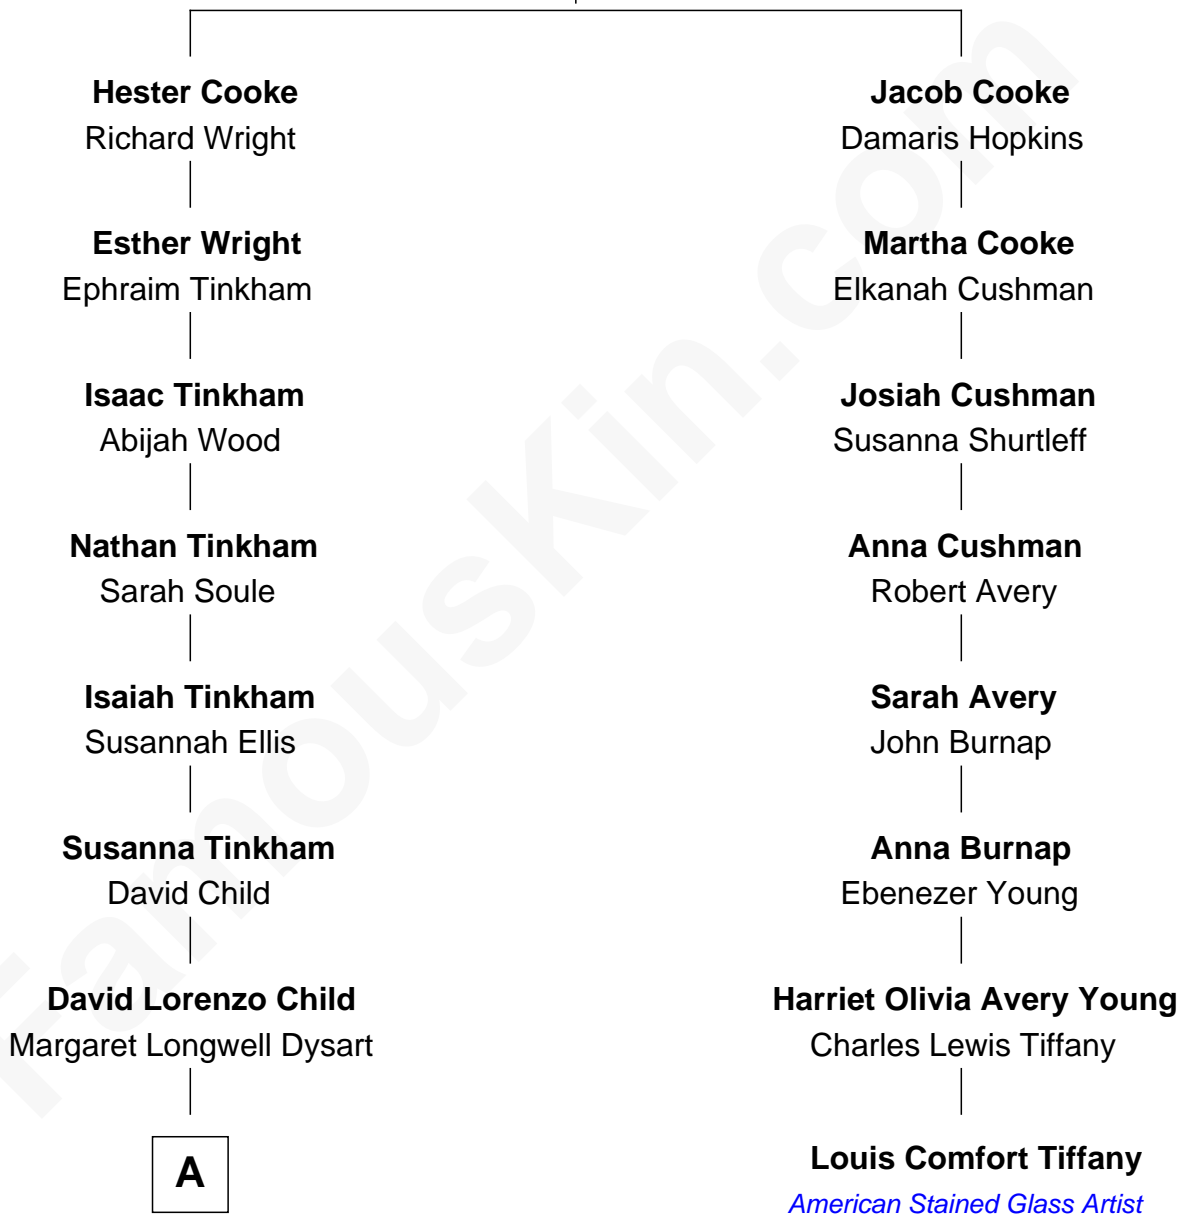 Hester Cooke
Richard Wright
Esther Wright
Ephraim Tinkham
Isaac Tinkham
Abijah Wood
Nathan Tinkham
Sarah Soule
Isaiah Tinkham
Susannah Ellis
Susanna Tinkham
David Child
David Lorenzo Child
Margaret Longwell Dysart
A
Jacob Cooke
Damaris Hopkins
Martha Cooke
Elkanah Cushman
Josiah Cushman
Susanna Shurtleff
Anna Cushman
Robert Avery
Sarah Avery
John Burnap
Anna Burnap
Ebenezer Young
Harriet Olivia Avery Young
Charles Lewis Tiffany
Louis Comfort Tiffany
American Stained Glass Artist
FamousKin.com